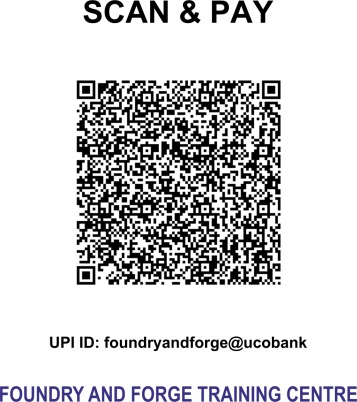 SCAN & PAY
UPI ID: foundryandforge@ucobank
FOUNDRY AND FORGE TRAINING CENTRE